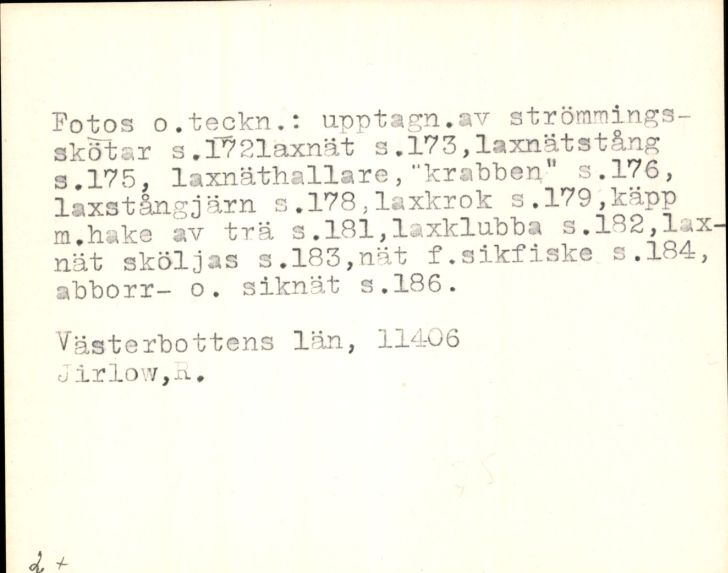 Fotos o.teckn.: upptagn.av strömmings-
skötar s.172laxnät s.173,laxnätstång
s.175, laxnäthallare,"krabben" s.176,
laxstångjärn s.178,laxkrok s.179,käpp
m.hake av trä s.181,laxklubba s.182,lax-
nät sköljas s.183,nät f.sikfiske s.184,
abborr- o. siknät s.186.
Västerbottens län, 11406
Jirlow,R.
2 +